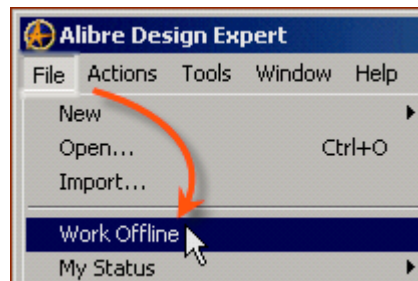 Alibre Design Expert
File Actions Tools Window Help
New
Open... Ctrl+O
Import...
Work Offline
My Status